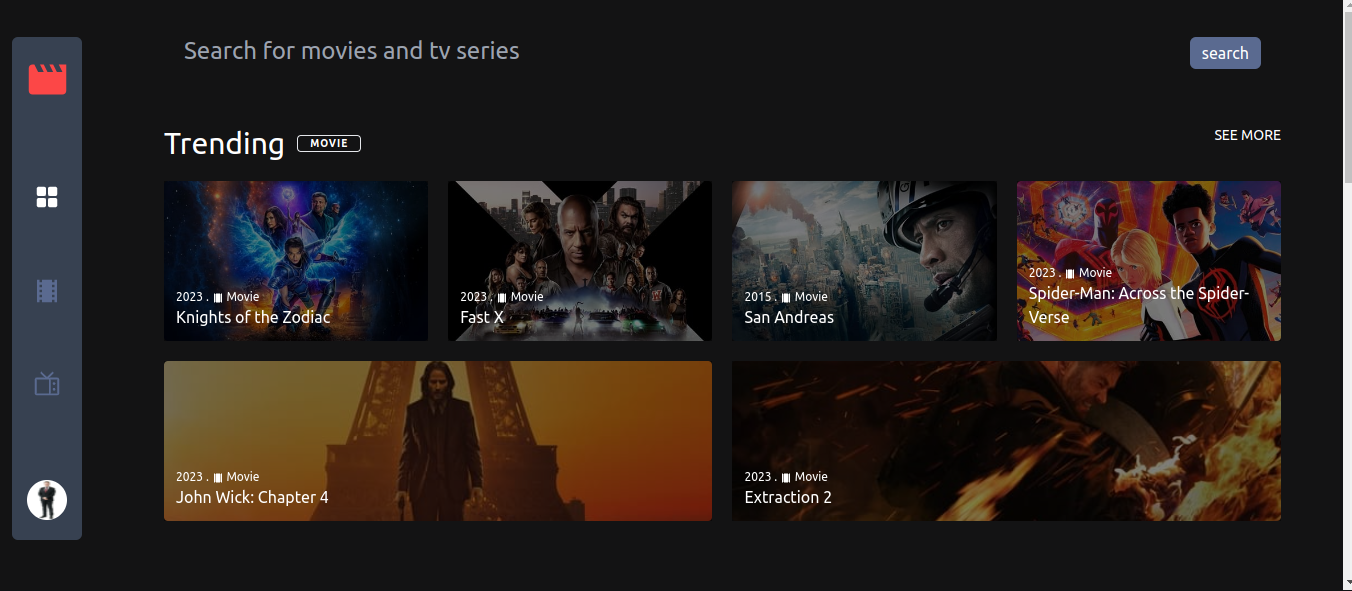 Search for movies and tv series
search
Trending
MOVIE
SEE MORE
2023 . Movie
Knights of the Zodiac
2023 . Movie
Fast X
2015 . Movie
San Andreas
2023 . Movie
Spider-Man: Across the Spider-
Verse
2023 . Movie
John Wick: Chapter 4
2023 . Movie
Extraction 2